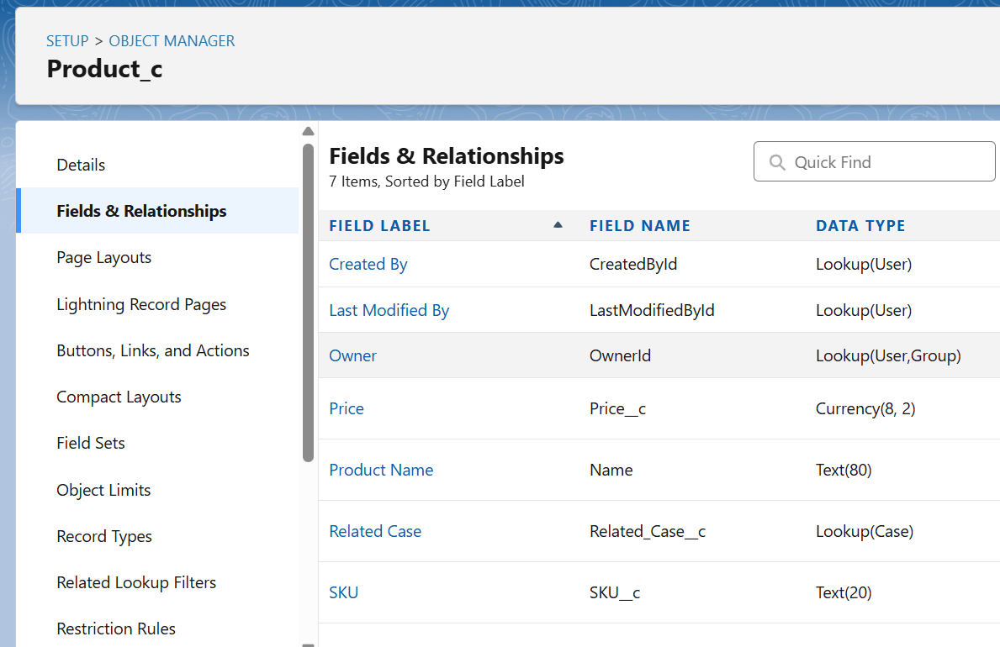 SETUP > OBJECT MANAGER
Product_c
Details
Fields & Relationships
Page Layouts
Lightning Record Pages
Buttons, Links, and Actions
Compact Layouts
Field Sets
Object Limits
Record Types
Related Lookup Filters
Restriction Rules
Fields & Relationships
7 Items, Sorted by Field Label
Quick Find
FIELD LABEL FIELD NAME DATA TYPE
Created By CreatedById Lookup(User)
Last Modified By LastModifiedById Lookup(User)
Owner OwnerId Lookup(User,Group)
Price Price__c Currency(8, 2)
Product Name Name Text(80)
Related Case Related_Case__c Lookup(Case)
SKU SKU__c Text(20)